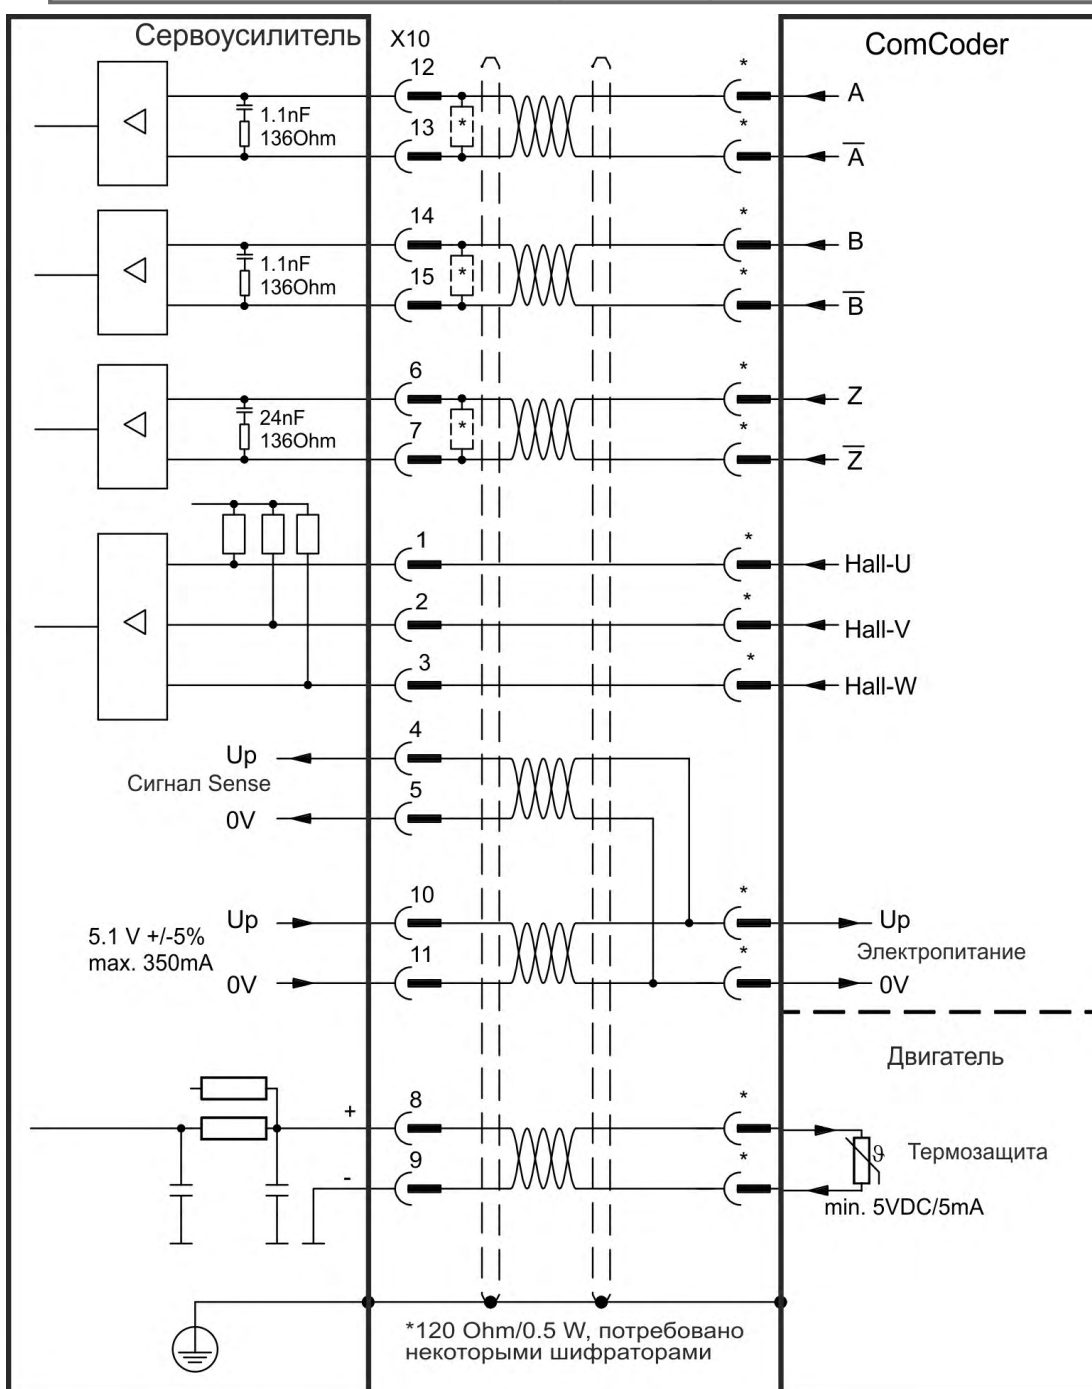 Сервоусилитель
X10
ComCoder
12
*
A
1.1nF
136Ohm
*
13
*
A
14
*
B
1.1nF
136Ohm
*
15
*
B
6
*
Z
24nF
136Ohm
*
7
*
Z
1
*
Hall-U
2
*
Hall-V
3
*
Hall-W
4
Up
Сигнал Sense
5
0V
10
*
Up
Up
5.1 V +/-5%
max. 350mA
Электропитание
11
*
0V
0V
Двигатель
8
*
+
ϑ
Термозащита
9
*
-
min. 5VDC/5mA
*120 Ohm/0.5 W, потребовано
некоторыми шифраторами